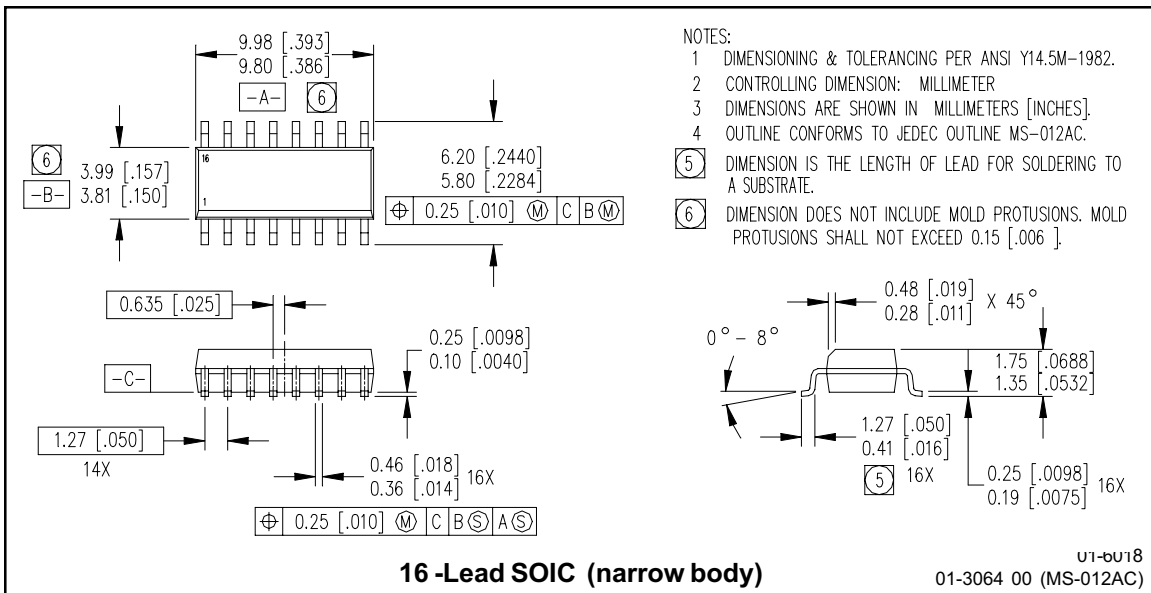 9.98 [.393]
9.80 [.386]
-A- 6
6
3.99 [.157]
-B- 3.81 [.150]
16
1
6.20 [.2440]
5.80 [.2284]
⌖ 0.25 [.010] Ⓜ C B Ⓜ
NOTES:
1 DIMENSIONING & TOLERANCING PER ANSI Y14.5M-1982.
2 CONTROLLING DIMENSION: MILLIMETER
3 DIMENSIONS ARE SHOWN IN MILLIMETERS [INCHES].
4 OUTLINE CONFORMS TO JEDEC OUTLINE MS-012AC.
5 DIMENSION IS THE LENGTH OF LEAD FOR SOLDERING TO
A SUBSTRATE.
6 DIMENSION DOES NOT INCLUDE MOLD PROTUSIONS. MOLD
PROTUSIONS SHALL NOT EXCEED 0.15 [.006 ].
0.635 [.025]
0.25 [.0098]
0.10 [.0040]
-C-
1.27 [.050]
14X
0.46 [.018]
0.36 [.014] 16X
⌖ 0.25 [.010] Ⓜ C B Ⓢ A Ⓢ
0.48 [.019]
0.28 [.011] X 45°
0° - 8°
1.75 [.0688]
1.35 [.0532]
1.27 [.050]
0.41 [.016]
5 16X
0.25 [.0098]
0.19 [.0075] 16X
16 -Lead SOIC (narrow body)
01-6018
01-3064 00 (MS-012AC)